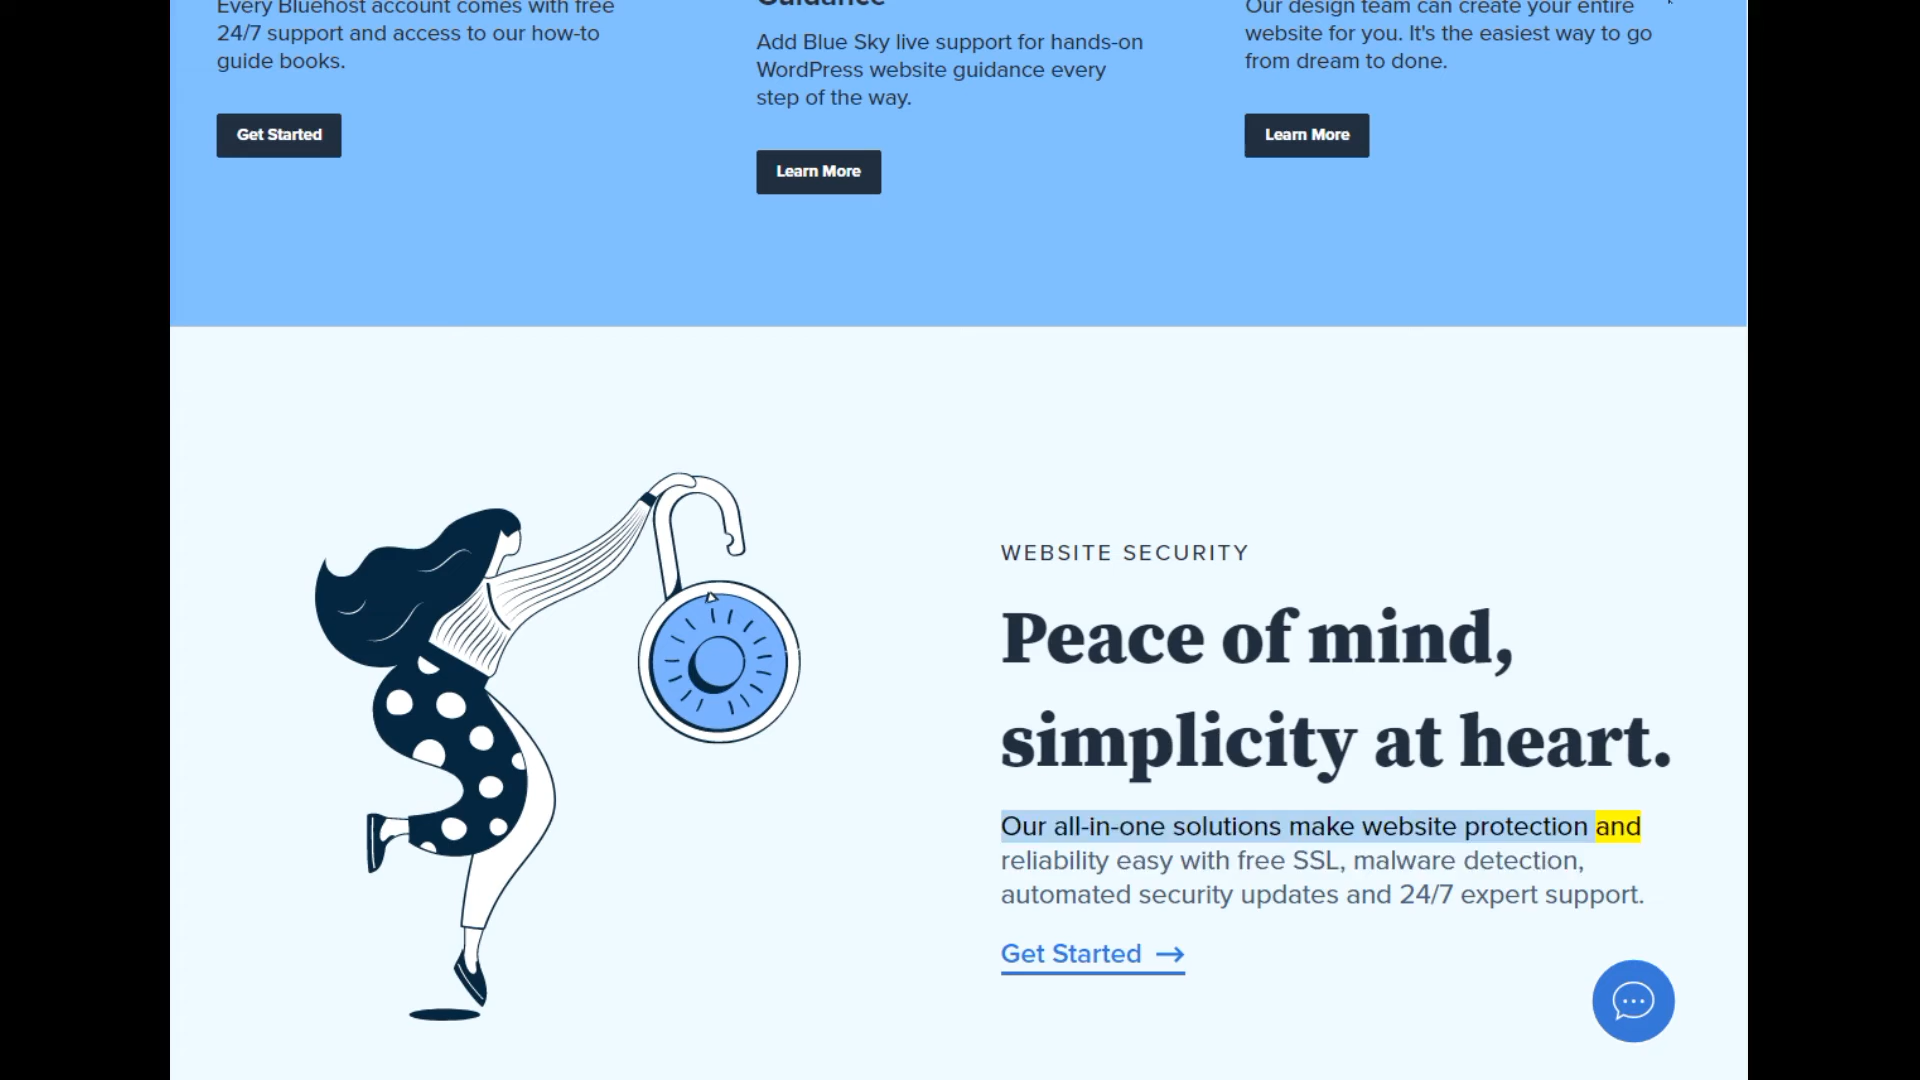 Every Bluehost account comes with free
24/7 support and access to our how-to
guide books.
Get Started
Guidance
Add Blue Sky live support for hands-on
WordPress website guidance every
step of the way.
Learn More
Our design team can create your entire
website for you. It's the easiest way to go
from dream to done.
Learn More
WEBSITE SECURITY
Peace of mind,
simplicity at heart.
Our all-in-one solutions make website protection and
reliability easy with free SSL, malware detection,
automated security updates and 24/7 expert support.
Get Started